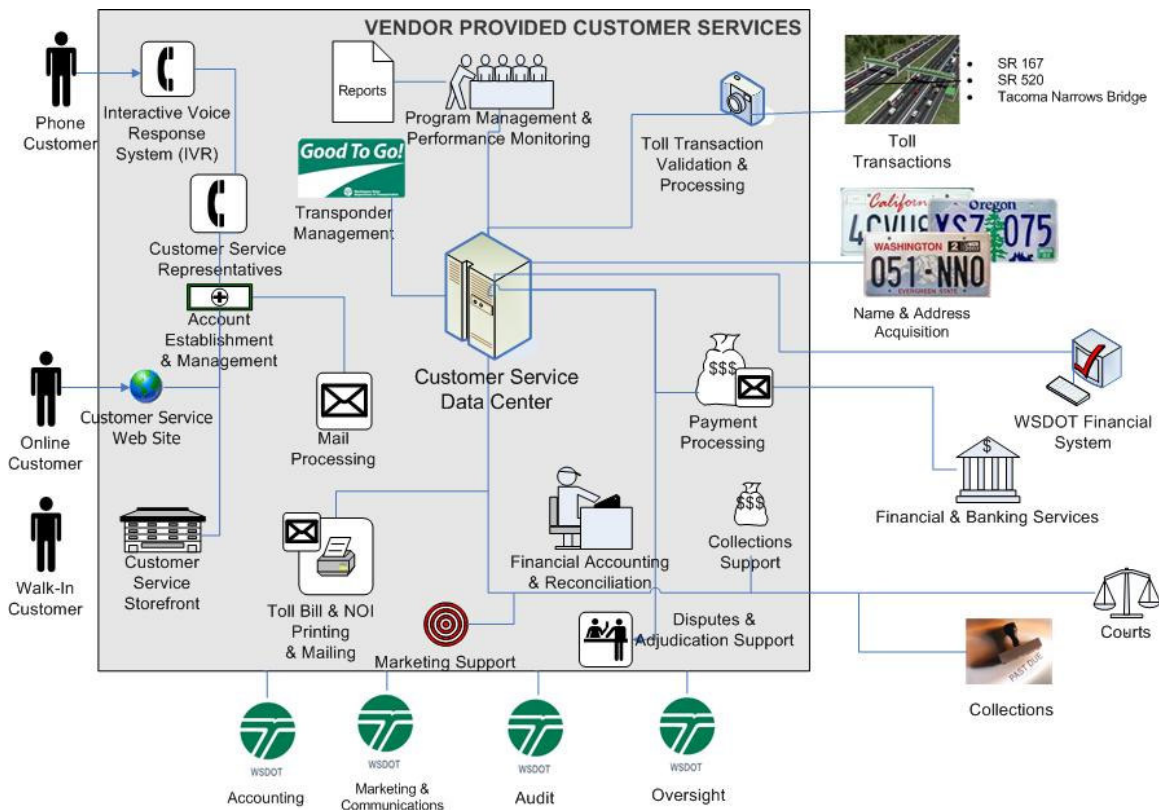 VENDOR PROVIDED CUSTOMER SERVICES
Phone
Customer
Interactive Voice
Response
System (IVR)
Reports
Program Management &
Performance Monitoring
Toll Transaction
Validation &
Processing
• SR 167
• SR 520
• Tacoma Narrows Bridge
Toll
Transactions
Good To Go!
Transponder
Management
Customer Service
Representatives
Account
Establishment
& Management
Oregon
075
WASHINGTON
051 NNO
EVERGREEN STATE
Name & Address
Acquisition
Customer Service
Data Center
Online
Customer
Customer Service
Web Site
Mail
Processing
$$$
Payment
Processing
WSDOT Financial
System
$
Financial & Banking Services
Walk-In
Customer
Customer
Service
Storefront
Toll Bill & NOI
Printing
& Mailing
Financial Accounting
& Reconciliation
$$$
Collections
Support
Marketing Support
Disputes &
Adjudication Support
Courts
PAST DUE
Collections
WSDOT
Accounting
WSDOT
Marketing &
Communications
WSDOT
Audit
WSDOT
Oversight